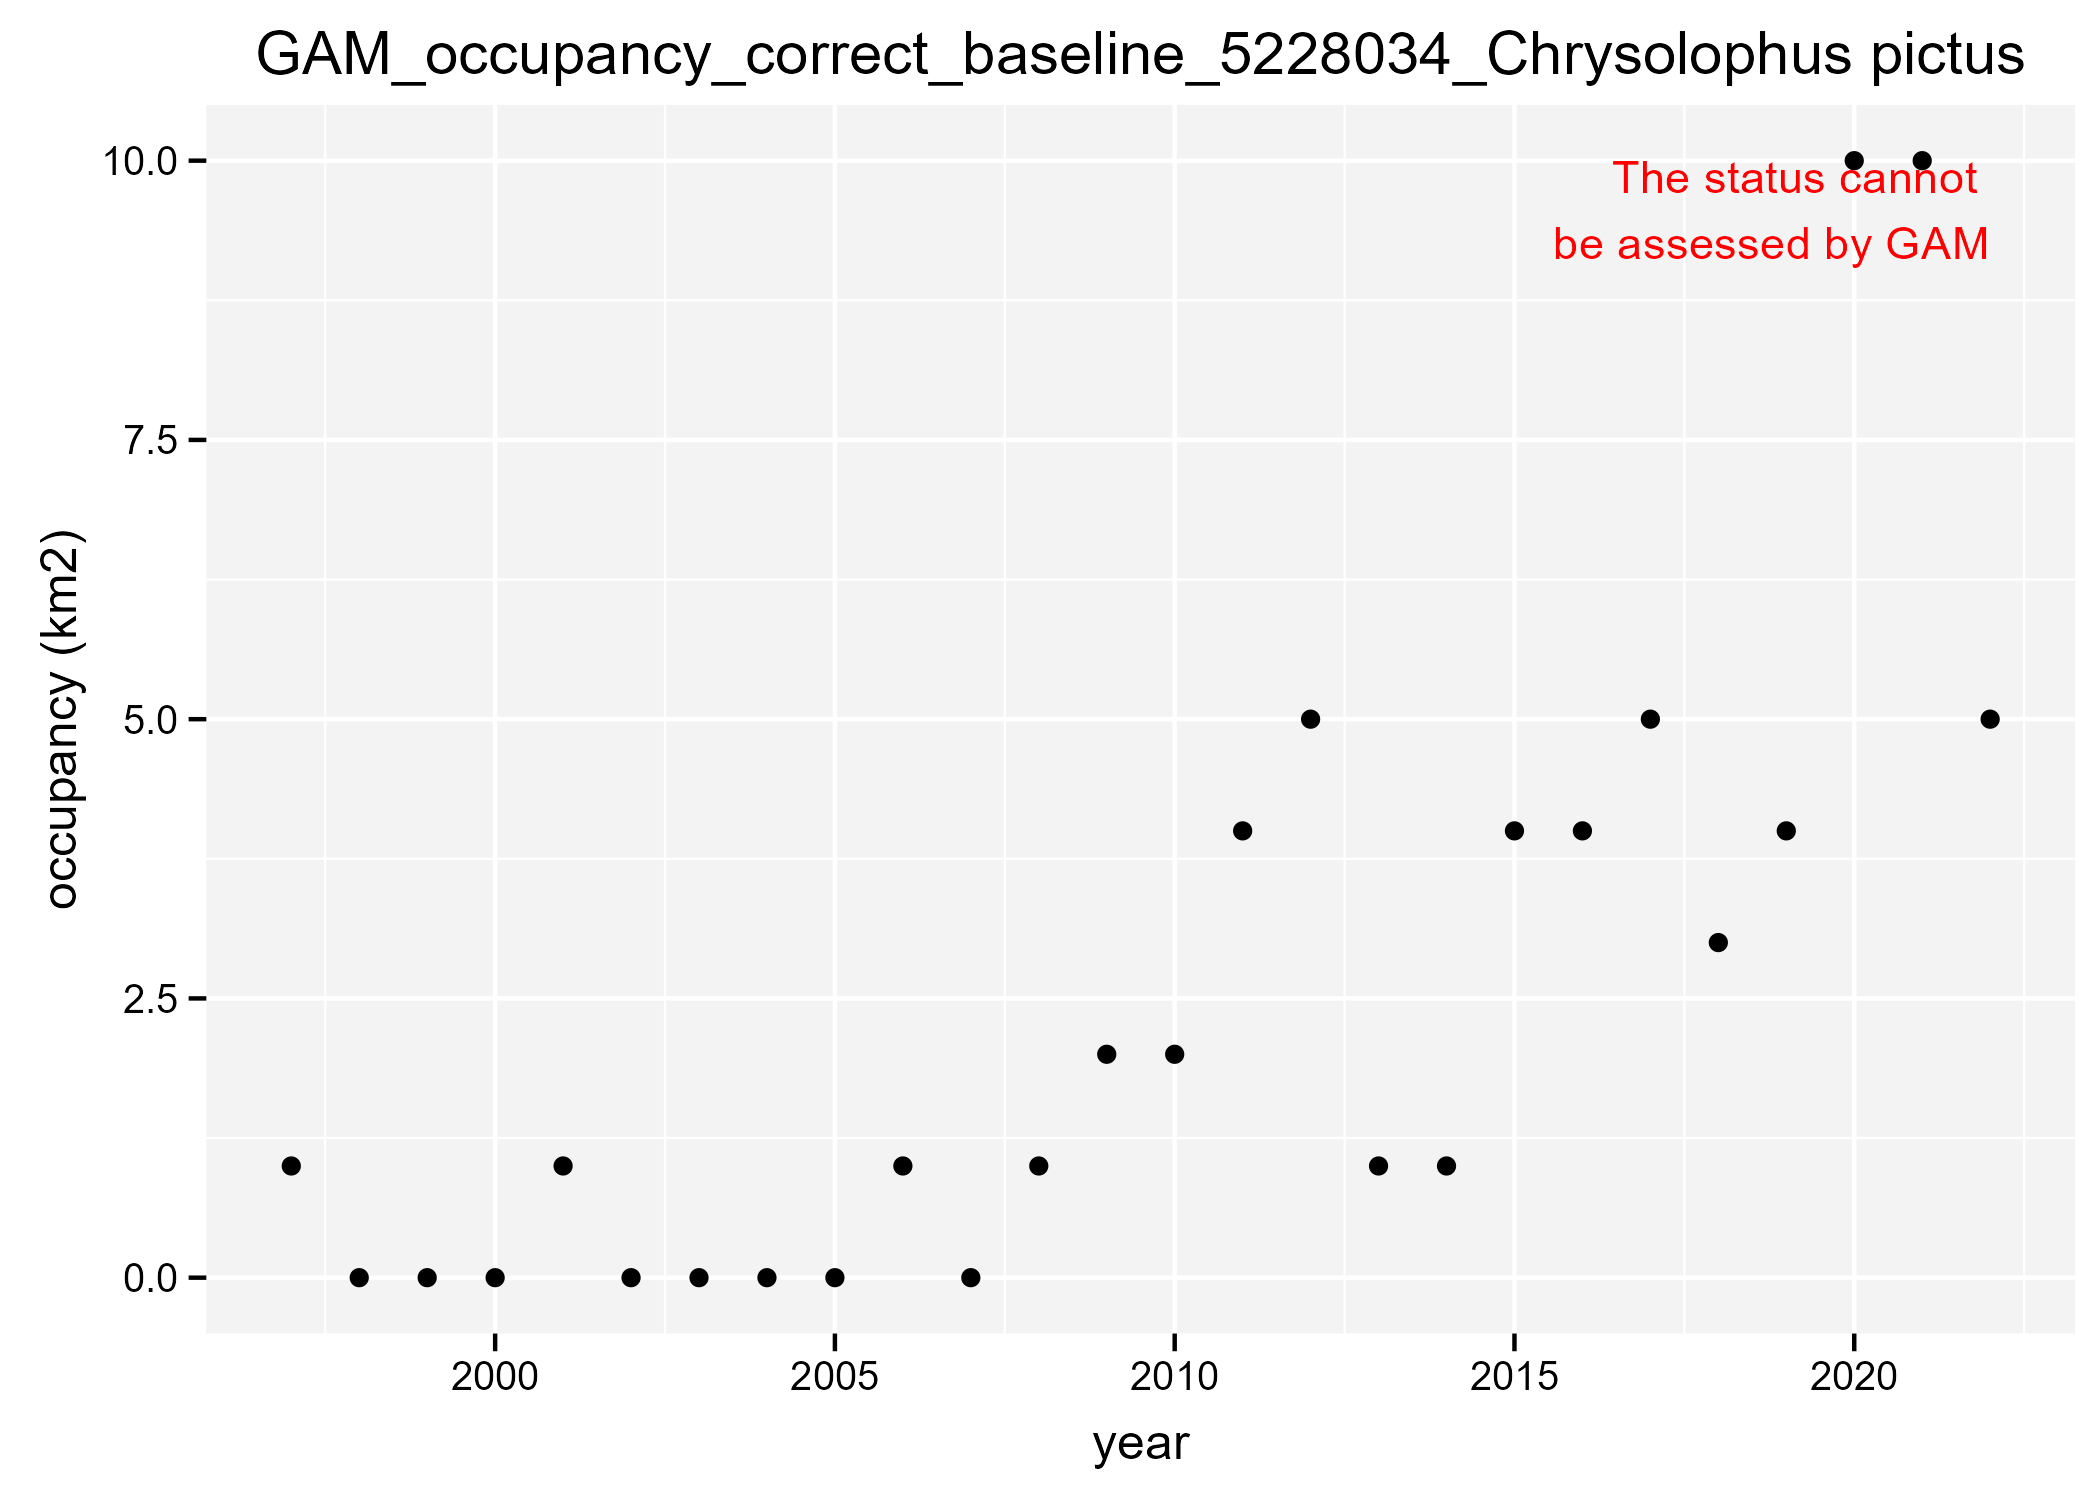 GAM_occupancy_correct_baseline_5228034_Chrysolophus pictus
10.0
The status cannot
be assessed by GAM
7.5
occupancy (km2)
5.0
2.5
0.0
2000 2005 2010 2015 2020
year